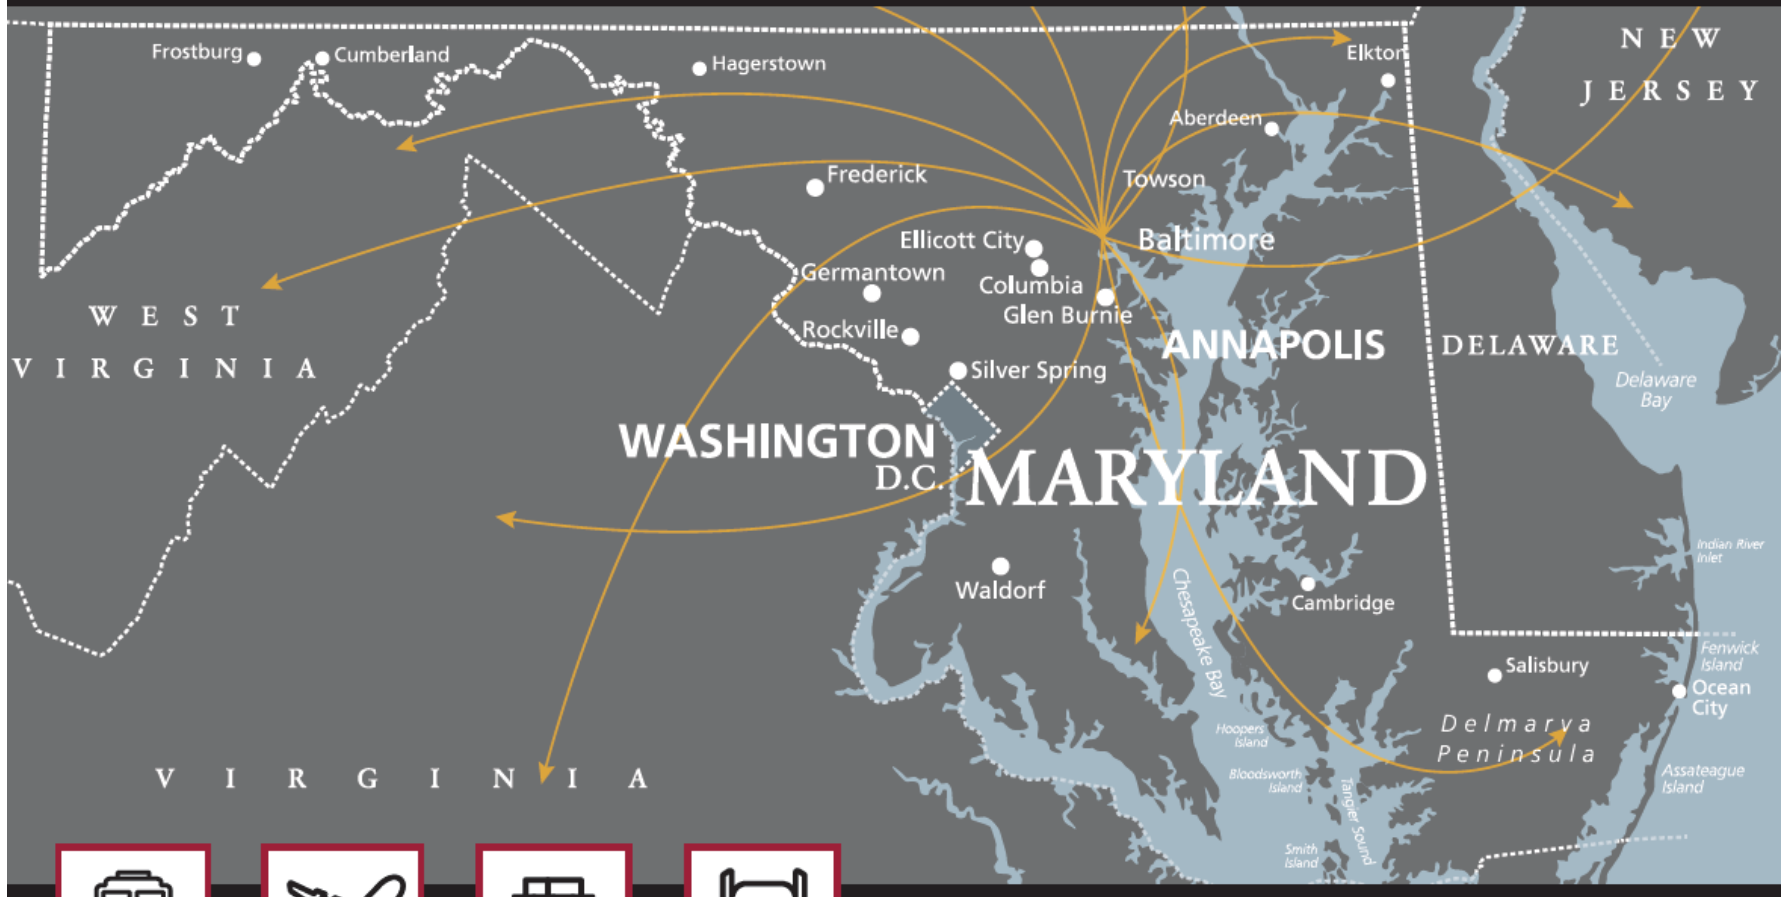 Frostburg
Cumberland
Hagerstown
Elkton
NEW
JERSEY
Aberdeen
Frederick
Towson
Baltimore
Ellicott City
Germantown
Columbia
Glen Burnie
WEST
VIRGINIA
Rockville
ANNAPOLIS
DELAWARE
Silver Spring
Delaware
Bay
WASHINGTON
D.C.
MARYLAND
Indian River
Inlet
Waldorf
Chesapeake Bay
Cambridge
Fenwick
Island
Salisbury
Ocean
City
Hoopers
Island
Delmarva
Peninsula
VIRGINIA
Bloodsworth
Island
Tangier Sound
Assateague
Island
Smith
Island